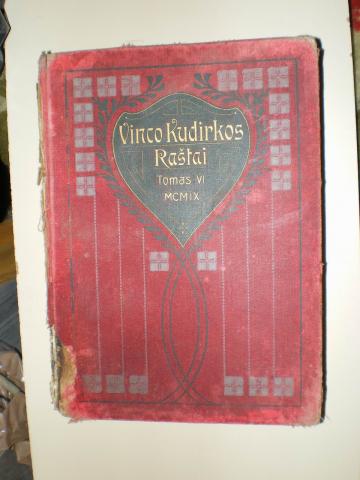 Vinco Kudirkos
Raštai
Tomas VI
MCMIX